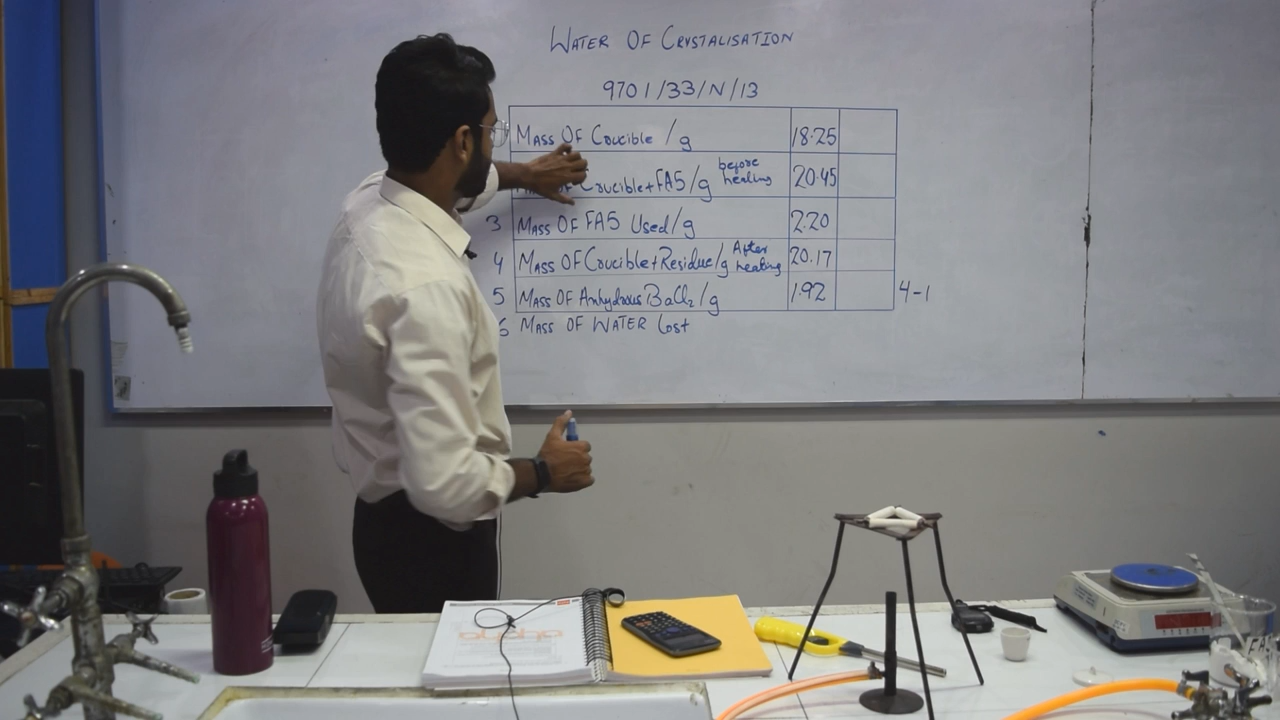 WATER OF CRYSTALISATION
9701/33/N/13
MASS OF Crucible /g 18.25
Crucible+FA5/g before heating 20.45
3 MASS OF FA5 Used/g 2.20
4 MASS OF Crucible+Residue/g After heating 20.17
5 MASS OF Anhydrous BaCl2/g 1.92 4-1
6 MASS OF WATER Lost